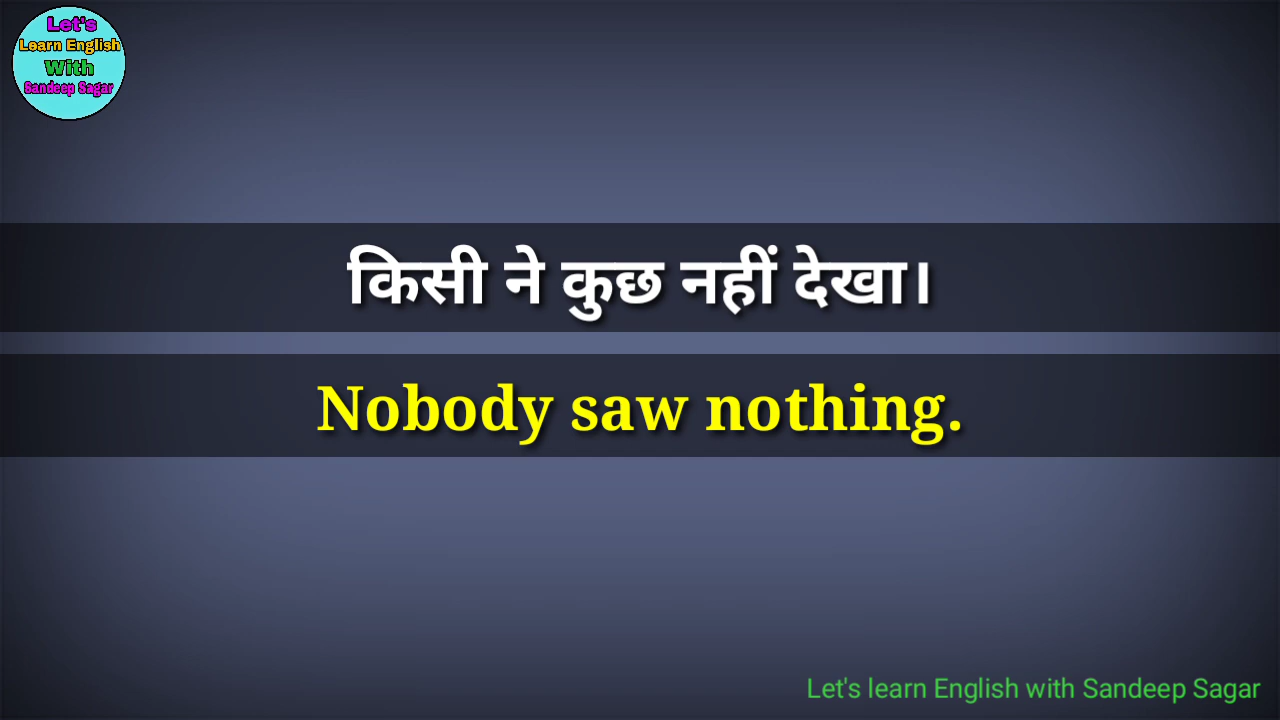 Let's
Learn English
With
Sandeep Sagar
किसी ने कुछ नहीं देखा।
Nobody saw nothing.
Let's learn English with Sandeep Sagar